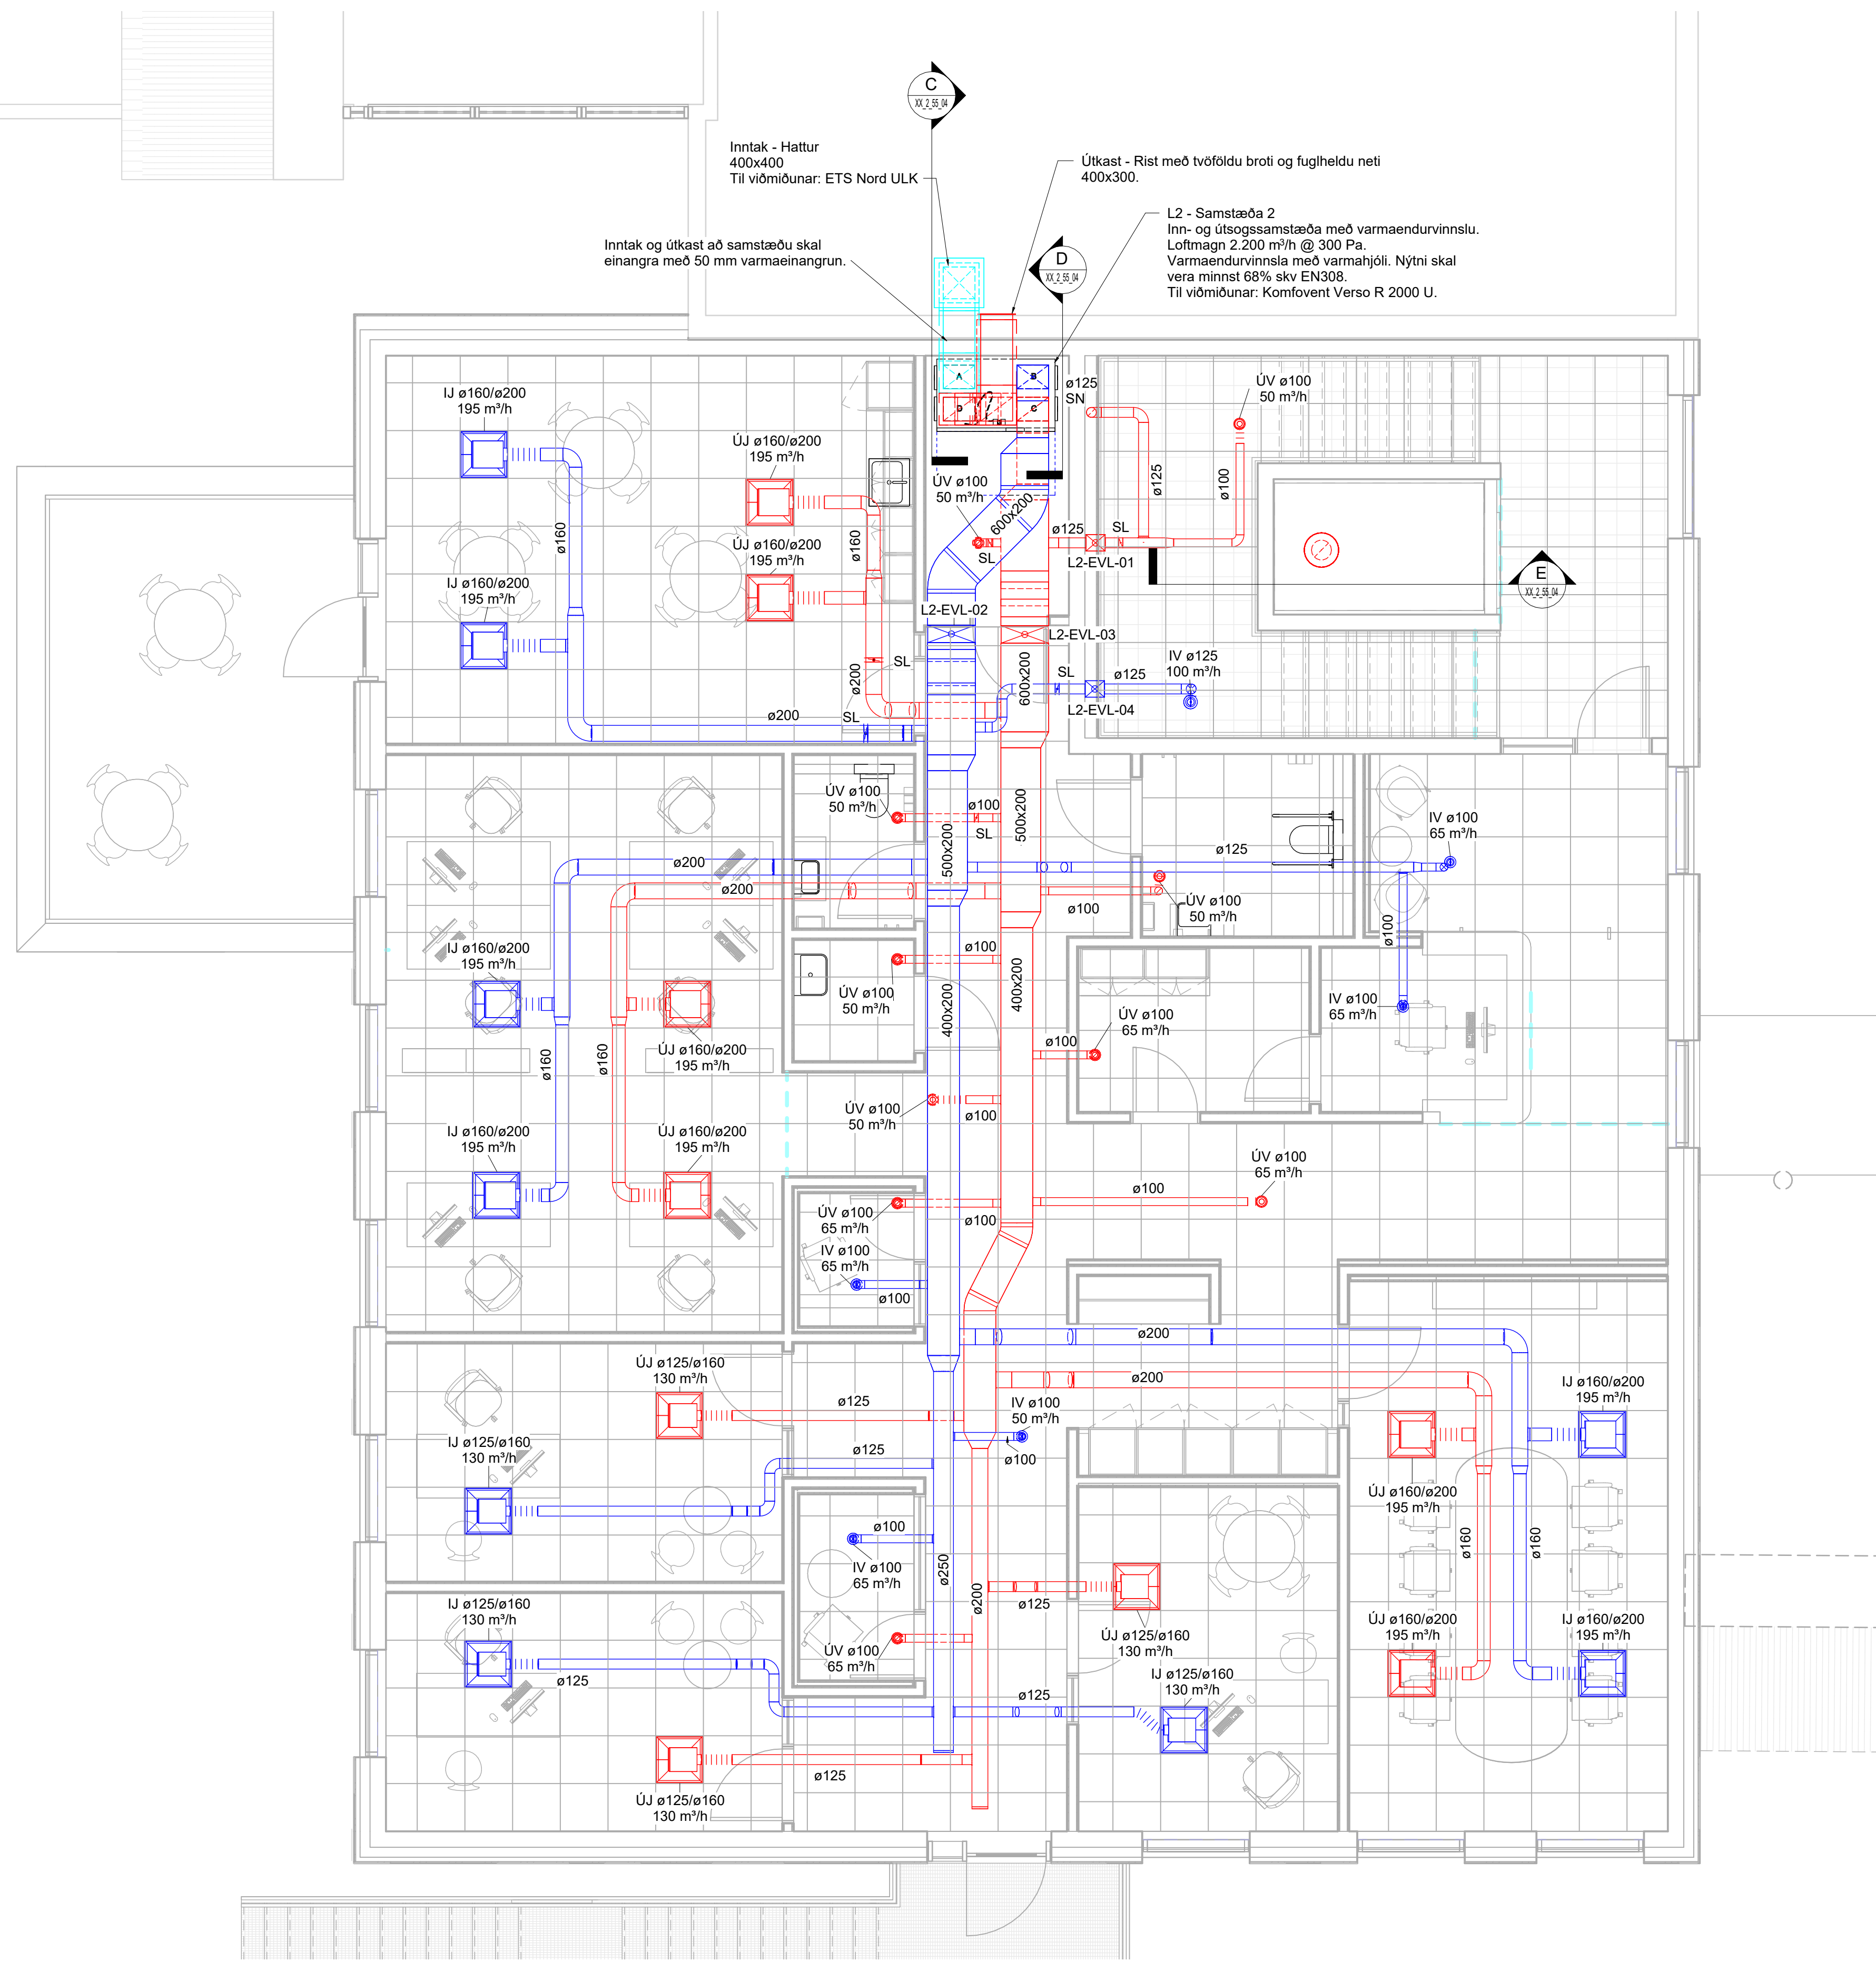 C
XX_2_55_04
Inntak - Hattur
400x400
Til viðmiðunar: ETS Nord ULK
Útkast - Rist með tvöföldu broti og fuglheldu neti
400x300.
L2 - Samstæða 2
Inn- og útsogssamstæða með varmaendurvinnslu.
Loftmagn 2.200 m³/h @ 300 Pa.
Varmaendurvinnsla með varmahjóli. Nýtni skal
vera minnst 68% skv EN308.
Til viðmiðunar: Komfovent Verso R 2000 U.
Inntak og útkast að samstæðu skal
einangra með 50 mm varmaeinangrun.
D
XX_2_55_04
A
B
D
C
ø125
SN
ÚV ø100
50 m³/h
IJ ø160/ø200
195 m³/h
ÚJ ø160/ø200
195 m³/h
ÚV ø100
50 m³/h
ø125
ø100
600x200
ø160
ø160
ø125
SL
SL
L2-EVL-01
ÚJ ø160/ø200
195 m³/h
IJ ø160/ø200
195 m³/h
E
XX_2_55_04
L2-EVL-02
L2-EVL-03
SL
ø200
600x200
SL
ø125
IV ø125
100 m³/h
L2-EVL-04
ø200
SL
ÚV ø100
50 m³/h
ø100
SL
500x200
500x200
IV ø100
65 m³/h
ø125
ø200
ø200
ø100
ÚV ø100
50 m³/h
ø100
IJ ø160/ø200
195 m³/h
ø100
ÚV ø100
50 m³/h
400x200
400x200
IV ø100
65 m³/h
ÚV ø100
65 m³/h
ø100
ÚJ ø160/ø200
195 m³/h
ø160
ø160
ÚV ø100
50 m³/h
ø100
IJ ø160/ø200
195 m³/h
ÚJ ø160/ø200
195 m³/h
ÚV ø100
65 m³/h
ø100
ÚV ø100
65 m³/h
ø100
IV ø100
65 m³/h
ø100
ø200
ÚJ ø125/ø160
130 m³/h
ø200
ø125
IV ø100
50 m³/h
ø100
IJ ø160/ø200
195 m³/h
IJ ø125/ø160
130 m³/h
ø125
ÚJ ø160/ø200
195 m³/h
ø100
IV ø100
65 m³/h
ø250
ø200
ø160
ø160
IJ ø125/ø160
130 m³/h
ø125
ÚJ ø125/ø160
130 m³/h
ÚJ ø160/ø200
195 m³/h
IJ ø160/ø200
195 m³/h
ÚV ø100
65 m³/h
IJ ø125/ø160
130 m³/h
ø125
ø125
ø125
ÚJ ø125/ø160
130 m³/h